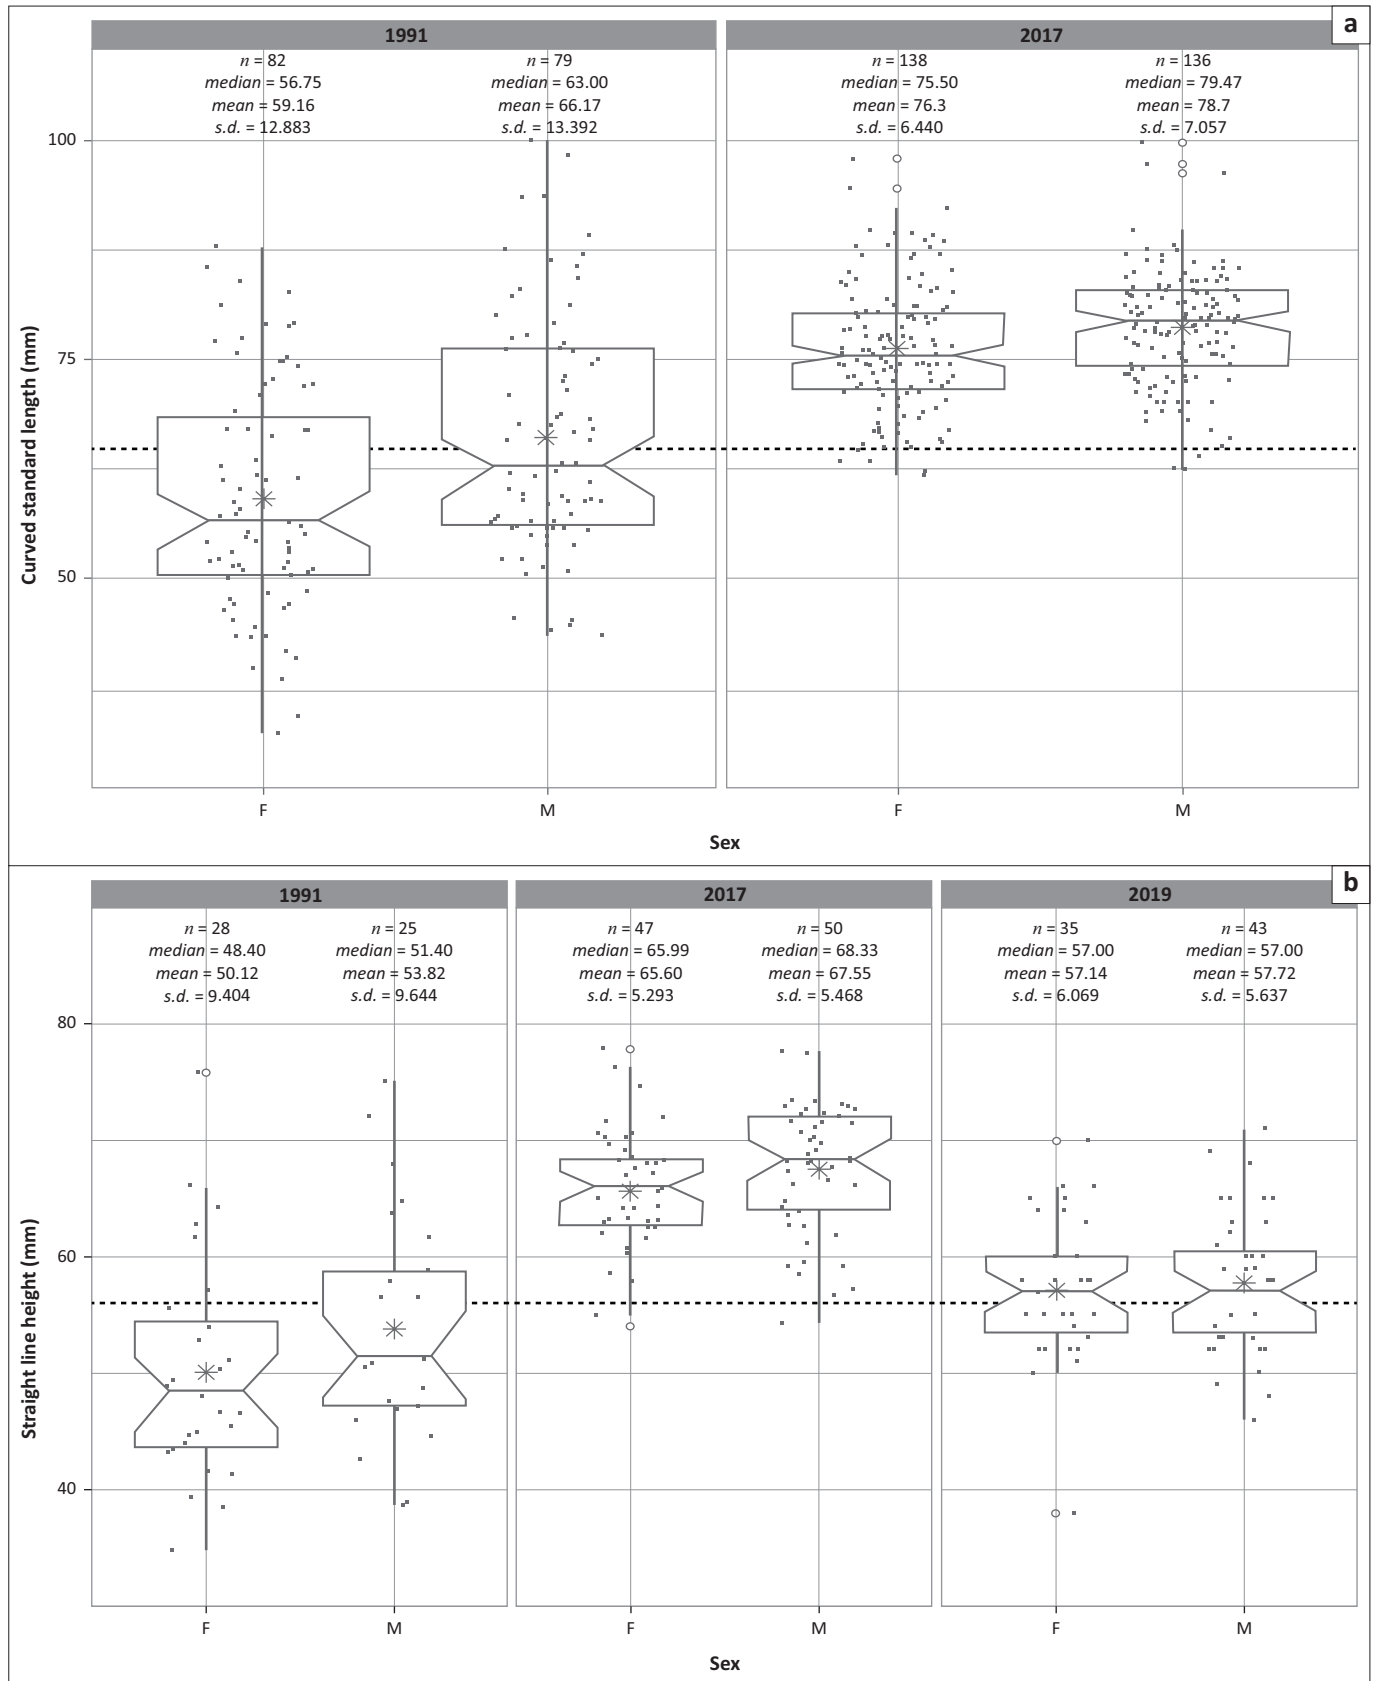 a
1991
2017
n = 82
median = 56.75
mean = 59.16
s.d. = 12.883
n = 79
median = 63.00
mean = 66.17
s.d. = 13.392
n = 138
median = 75.50
mean = 76.3
s.d. = 6.440
n = 136
median = 79.47
mean = 78.7
s.d. = 7.057
Curved standard length (mm)
100
75
50
F
M
F
M
Sex
b
1991
2017
2019
n = 28
median = 48.40
mean = 50.12
s.d. = 9.404
n = 25
median = 51.40
mean = 53.82
s.d. = 9.644
n = 47
median = 65.99
mean = 65.60
s.d. = 5.293
n = 50
median = 68.33
mean = 67.55
s.d. = 5.468
n = 35
median = 57.00
mean = 57.14
s.d. = 6.069
n = 43
median = 57.00
mean = 57.72
s.d. = 5.637
Straight line height (mm)
80
60
40
F
M
F
M
F
M
Sex